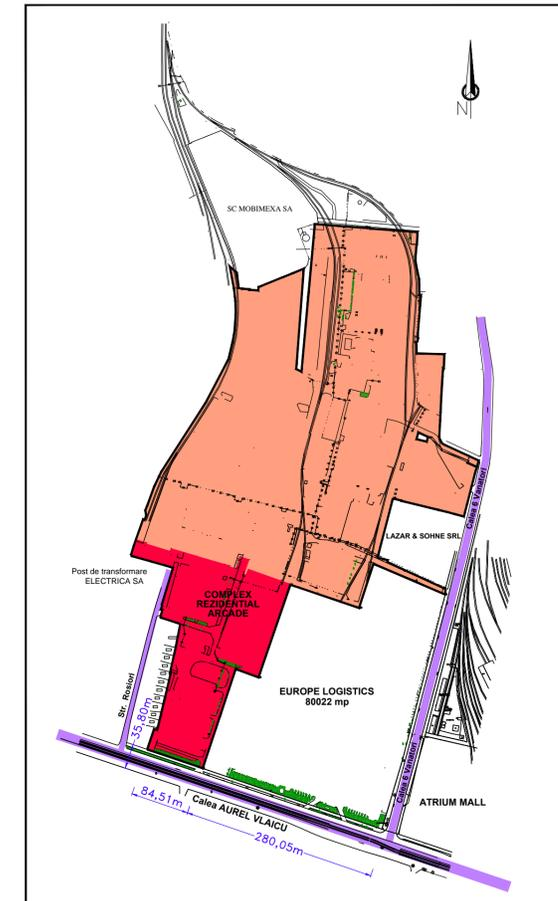 N
SC MOBIMEXA SA
Calea 6 Vanatori
LAZAR & SOHNE SRL
Post de transformare
ELECTRICA SA
COMPLEX
REZIDENTIAL
ARCADE
EUROPE LOGISTICS
80022 mp
Str. Rosiori
35,80m
Calea 6 Vanatori
ATRIUM MALL
84,51m
Calea AUREL VLAICU
280,05m